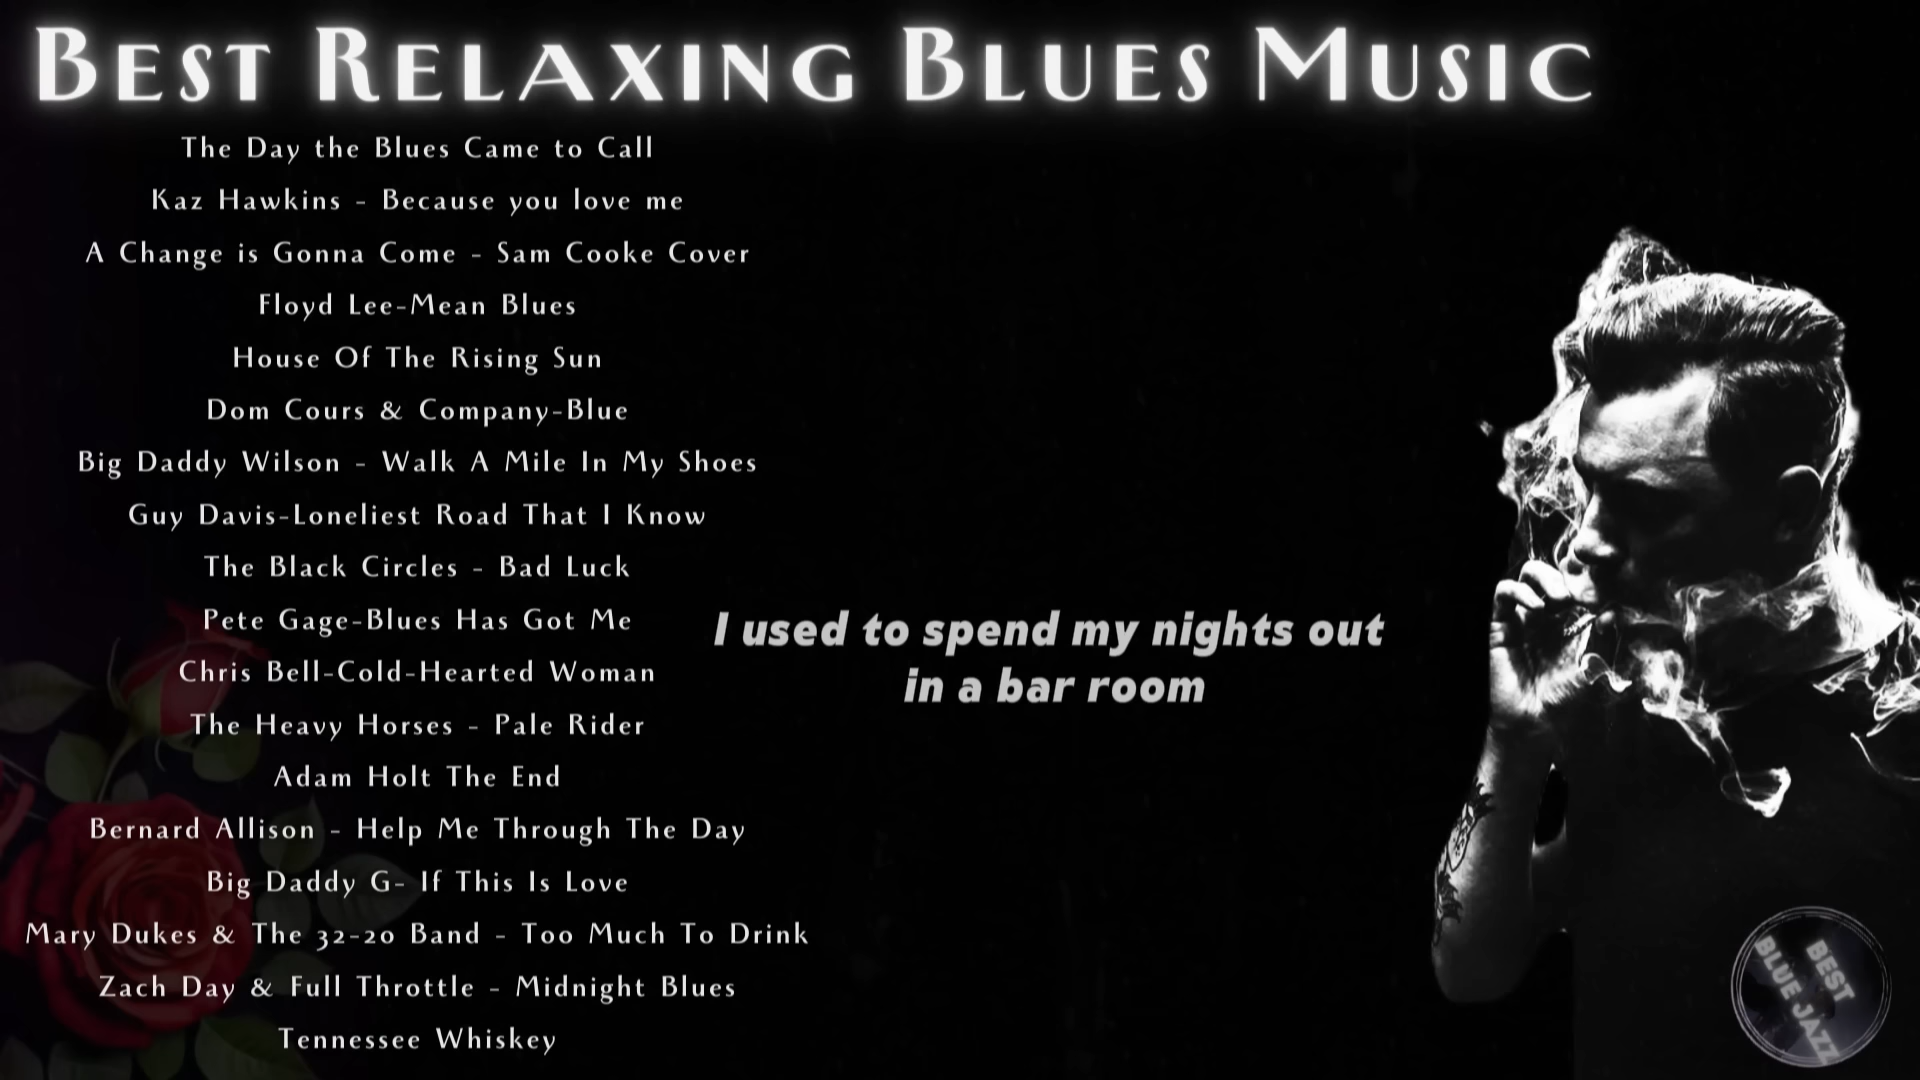 Best Relaxing Blues Music
The Day the Blues Came to Call
Kaz Hawkins - Because you love me
A Change is Gonna Come - Sam Cooke Cover
Floyd Lee-Mean Blues
House Of The Rising Sun
Dom Cours & Company-Blue
Big Daddy Wilson - Walk A Mile In My Shoes
Guy Davis-Loneliest Road That I Know
The Black Circles - Bad Luck
Pete Gage-Blues Has Got Me
Chris Bell-Cold-Hearted Woman
The Heavy Horses - Pale Rider
Adam Holt The End
Bernard Allison - Help Me Through The Day
Big Daddy G- If This Is Love
Mary Dukes & The 32-20 Band - Too Much To Drink
Zach Day & Full Throttle - Midnight Blues
Tennessee Whiskey
I used to spend my nights out
in a bar room
BEST
BLUE JAZZ